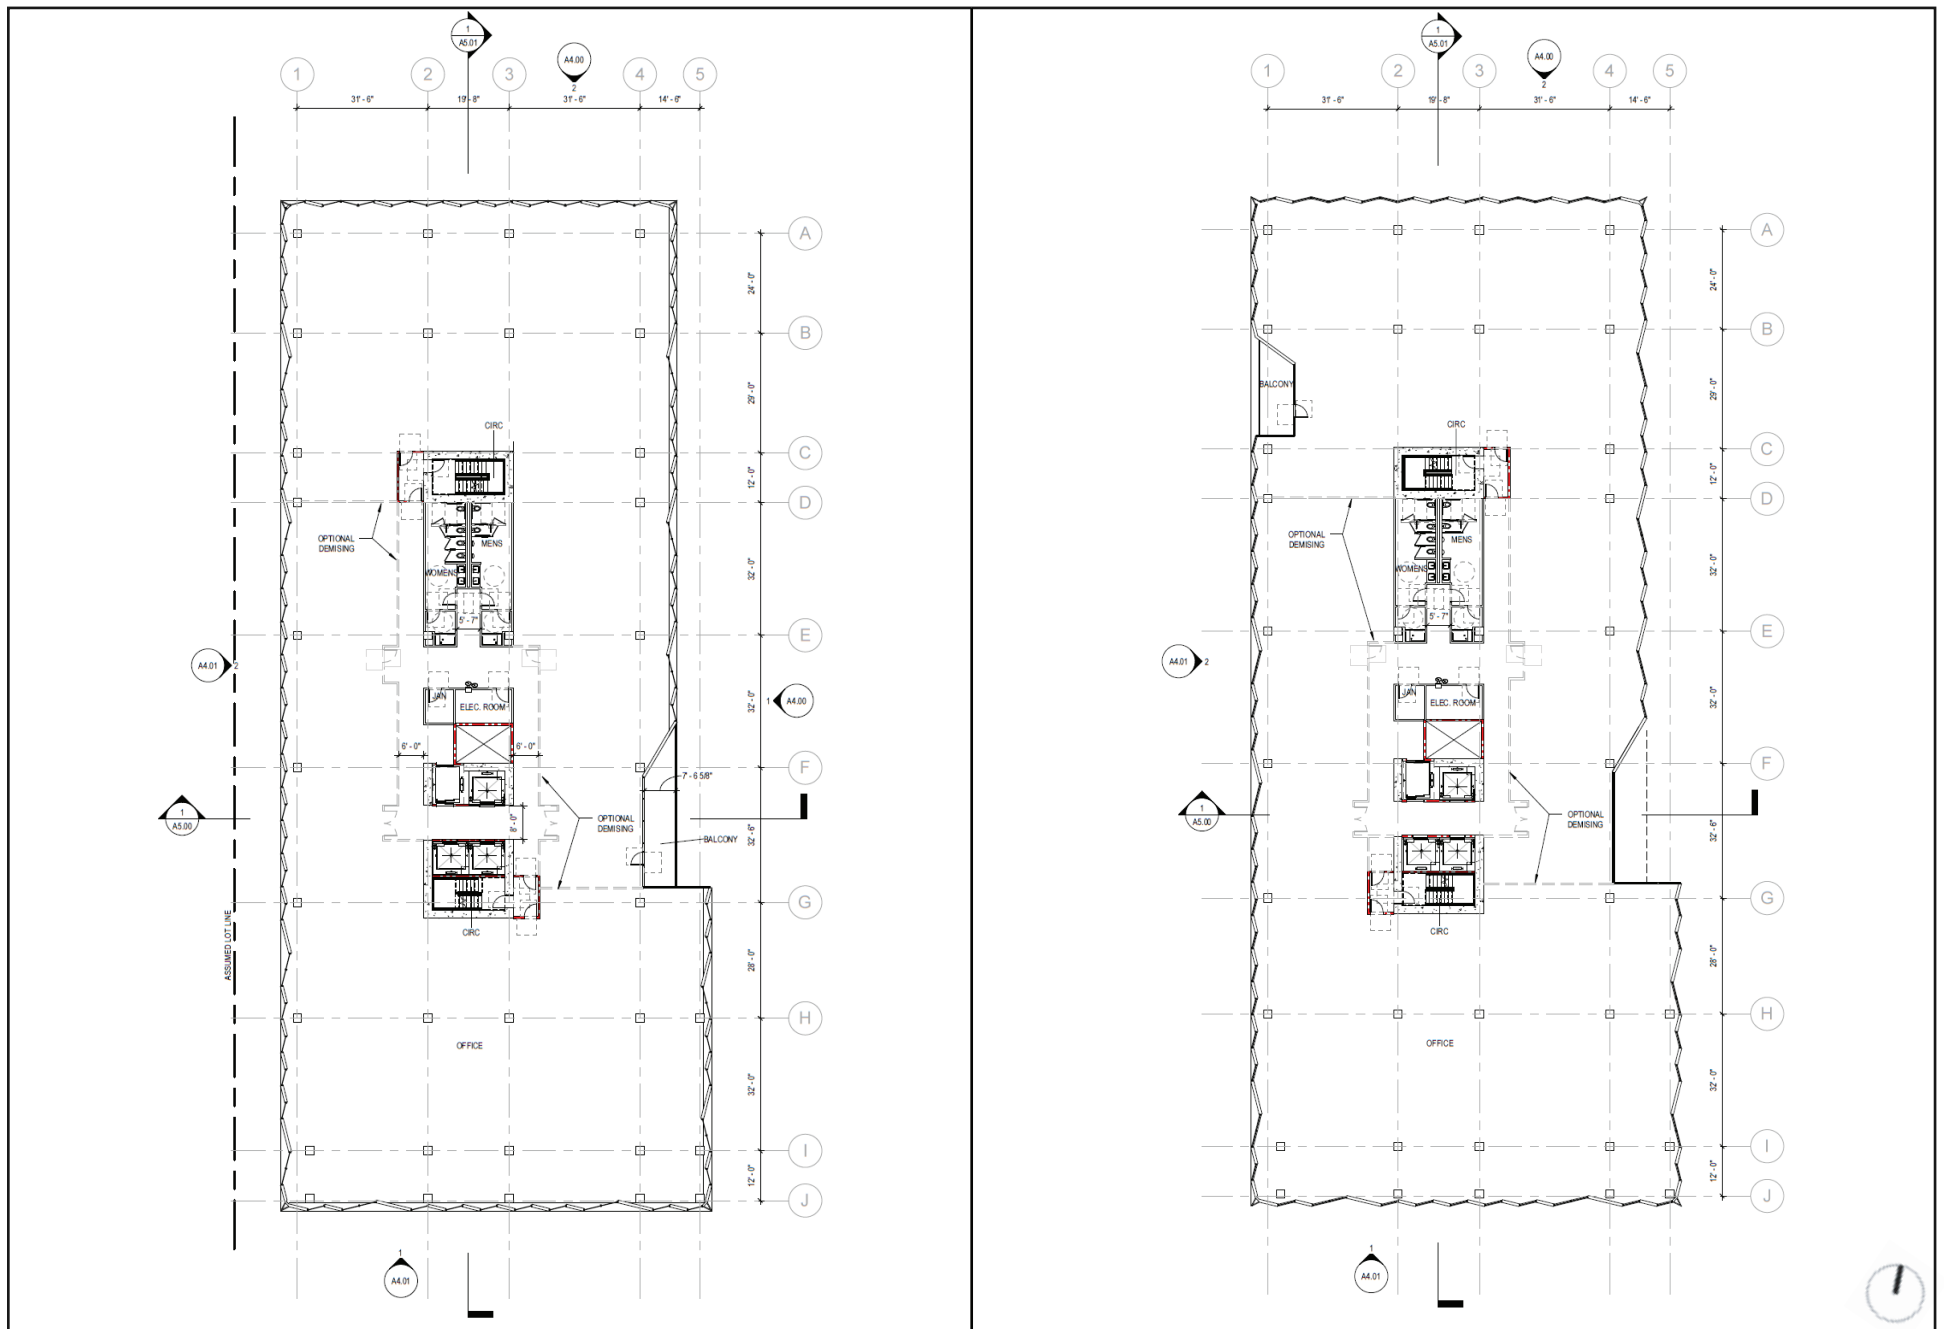 1
A5.01
A4.00
2
1
2
3
4
5
31' - 6"
19' - 8"
31' - 6"
14' - 6"
A
24' - 0"
B
29' - 0"
CIRC
C
12' - 0"
D
OPTIONAL
DEMISING
MENS
WOMENS
32' - 0"
5' - 7"
E
A4.01
2
JAN
ELEC. ROOM
32' - 0"
1
A4.00
6' - 0"
6' - 0"
F
7' - 6 5/8"
1
A5.00
8' - 0"
OPTIONAL
DEMISING
BALCONY
32' - 6"
G
CIRC
ASSUMED LOT LINE
28' - 0"
H
OFFICE
32' - 0"
I
12' - 0"
J
1
A4.01
1
A5.01
A4.00
2
1
2
3
4
5
31' - 6"
19' - 8"
31' - 6"
14' - 6"
A
24' - 0"
B
BALCONY
29' - 0"
CIRC
C
12' - 0"
D
OPTIONAL
DEMISING
MENS
WOMENS
32' - 0"
5' - 7"
E
A4.01
2
JAN
ELEC. ROOM
32' - 0"
F
1
A5.00
OPTIONAL
DEMISING
32' - 6"
G
CIRC
28' - 0"
H
OFFICE
32' - 0"
I
12' - 0"
J
1
A4.01